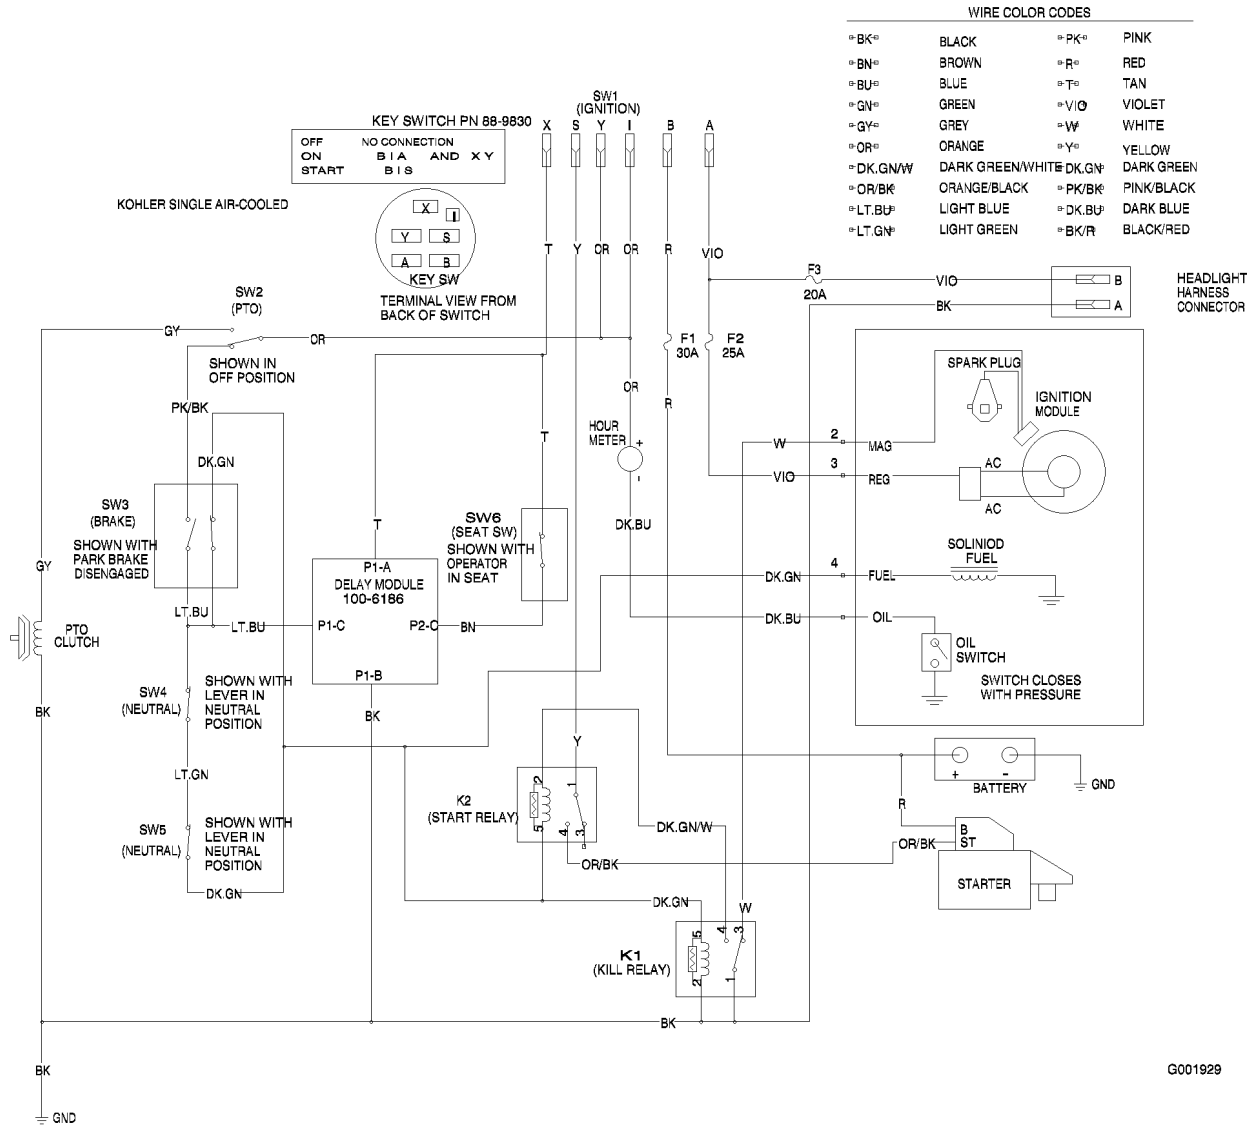 WIRE COLOR CODES
BK BLACK PK PINK
BN BROWN R RED
BU BLUE T TAN
GN GREEN VIO VIOLET
GY GREY W WHITE
OR ORANGE Y YELLOW
DK.GN/W DARK GREEN/WHITE DK.GN DARK GREEN
OR/BK ORANGE/BLACK PK/BK PINK/BLACK
LT.BU LIGHT BLUE DK.BU DARK BLUE
LT.GN LIGHT GREEN BK/R BLACK/RED
SW1
(IGNITION)
KEY SWITCH PN 88-9830
X S Y I B A
OFF NO CONNECTION
ON B I A AND X Y
START B I S
KOHLER SINGLE AIR-COOLED
X
I
Y S
A B
KEY SW
TERMINAL VIEW FROM
BACK OF SWITCH
T Y OR OR R VIO
F3
20A
VIO
B
BK
A
HEADLIGHT
HARNESS
CONNECTOR
SW2
(PTO)
GY
OR
SHOWN IN
OFF POSITION
F1
30A
F2
25A
SPARK PLUG
IGNITION
MODULE
OR
R
PK/BK
HOUR
METER
+
-
T
W
2
MAG
DK.GN
VIO
3
REG
AC
AC
SW3
(BRAKE)
SHOWN WITH
PARK BRAKE
DISENGAGED
T
SW6
(SEAT SW)
SHOWN WITH
OPERATOR
IN SEAT
DK.BU
SOLINIOD
FUEL
GY
P1-A
DELAY MODULE
100-6186
DK.GN
4
FUEL
LT.BU
LT.BU
P1-C
P2-C
BN
DK.BU
OIL
PTO
CLUTCH
OIL
SWITCH
SWITCH CLOSES
WITH PRESSURE
P1-B
SW4
(NEUTRAL)
SHOWN WITH
LEVER IN
NEUTRAL
POSITION
BK
BK
Y
LT.GN
K2
(START RELAY)
2
1
5
4
3
+
-
BATTERY
GND
SW5
(NEUTRAL)
SHOWN WITH
LEVER IN
NEUTRAL
POSITION
DK.GN/W
OR/BK
R
OR/BK
B
ST
STARTER
DK.GN
DK.GN
W
K1
(KILL RELAY)
5
4
3
2
1
BK
BK
GND
G001929